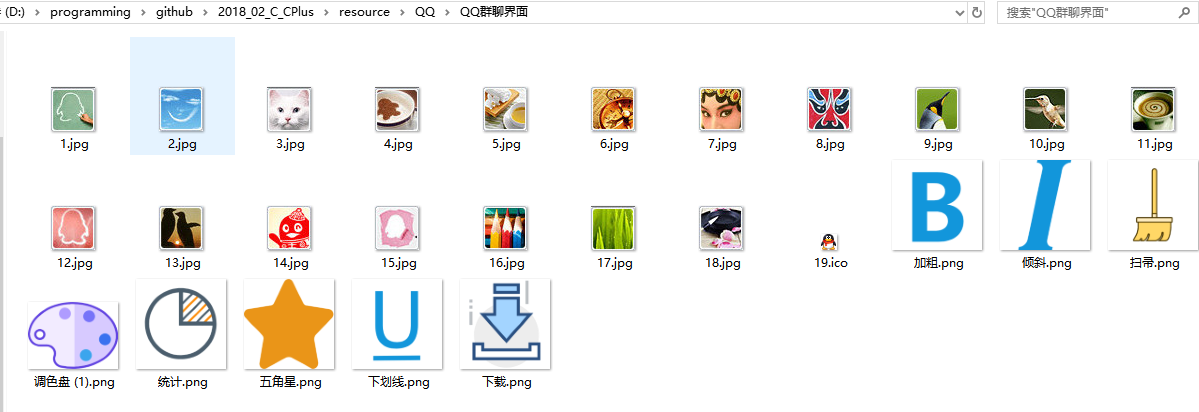 (D:) > programming > github > 2018_02_C_CPlus > resource > QQ > QQ群聊界面
搜索"QQ群聊界面"
1.jpg 2.jpg 3.jpg 4.jpg 5.jpg 6.jpg 7.jpg 8.jpg 9.jpg 10.jpg 11.jpg
12.jpg 13.jpg 14.jpg 15.jpg 16.jpg 17.jpg 18.jpg 19.ico 加粗.png 倾斜.png 扫帚.png
调色盘 (1).png 统计.png 五角星.png 下划线.png 下载.png